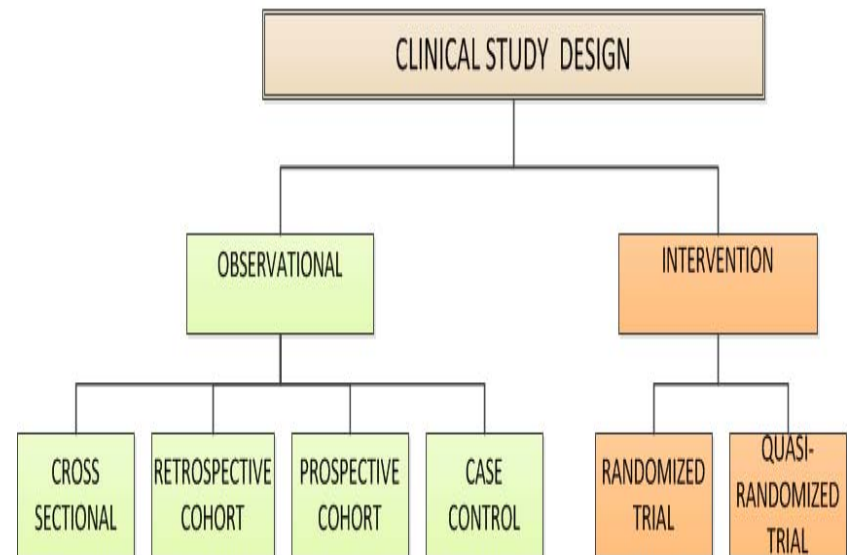 CLINICAL STUDY DESIGN
OBSERVATIONAL
INTERVENTION
CROSS
SECTIONAL
RETROSPECTIVE
COHORT
PROSPECTIVE
COHORT
CASE
CONTROL
RANDOMIZED
TRIAL
QUASI-
RANDOMIZED
TRIAL